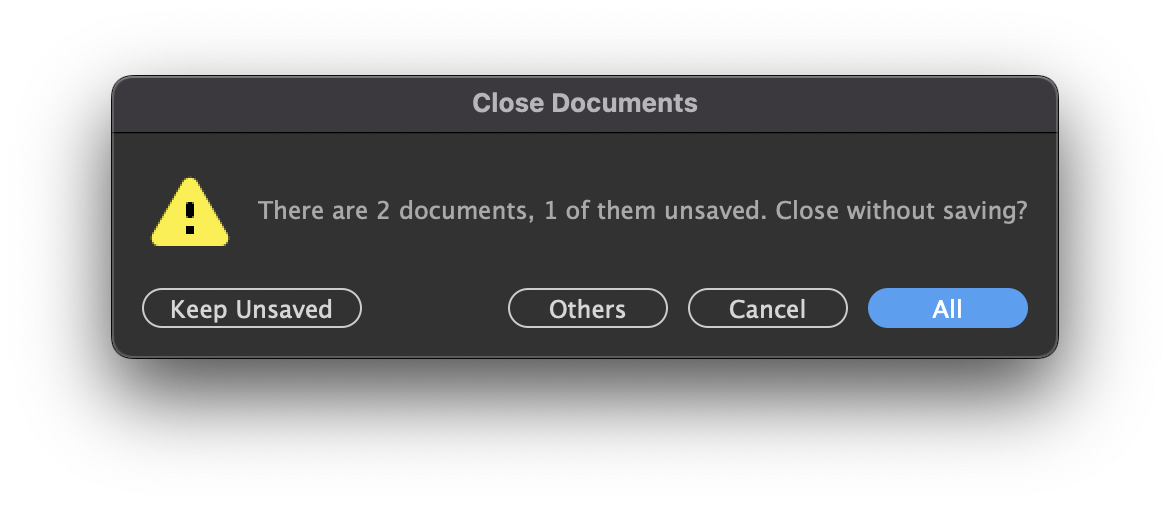 Close Documents
There are 2 documents, 1 of them unsaved. Close without saving?
Keep Unsaved
Others
Cancel
All